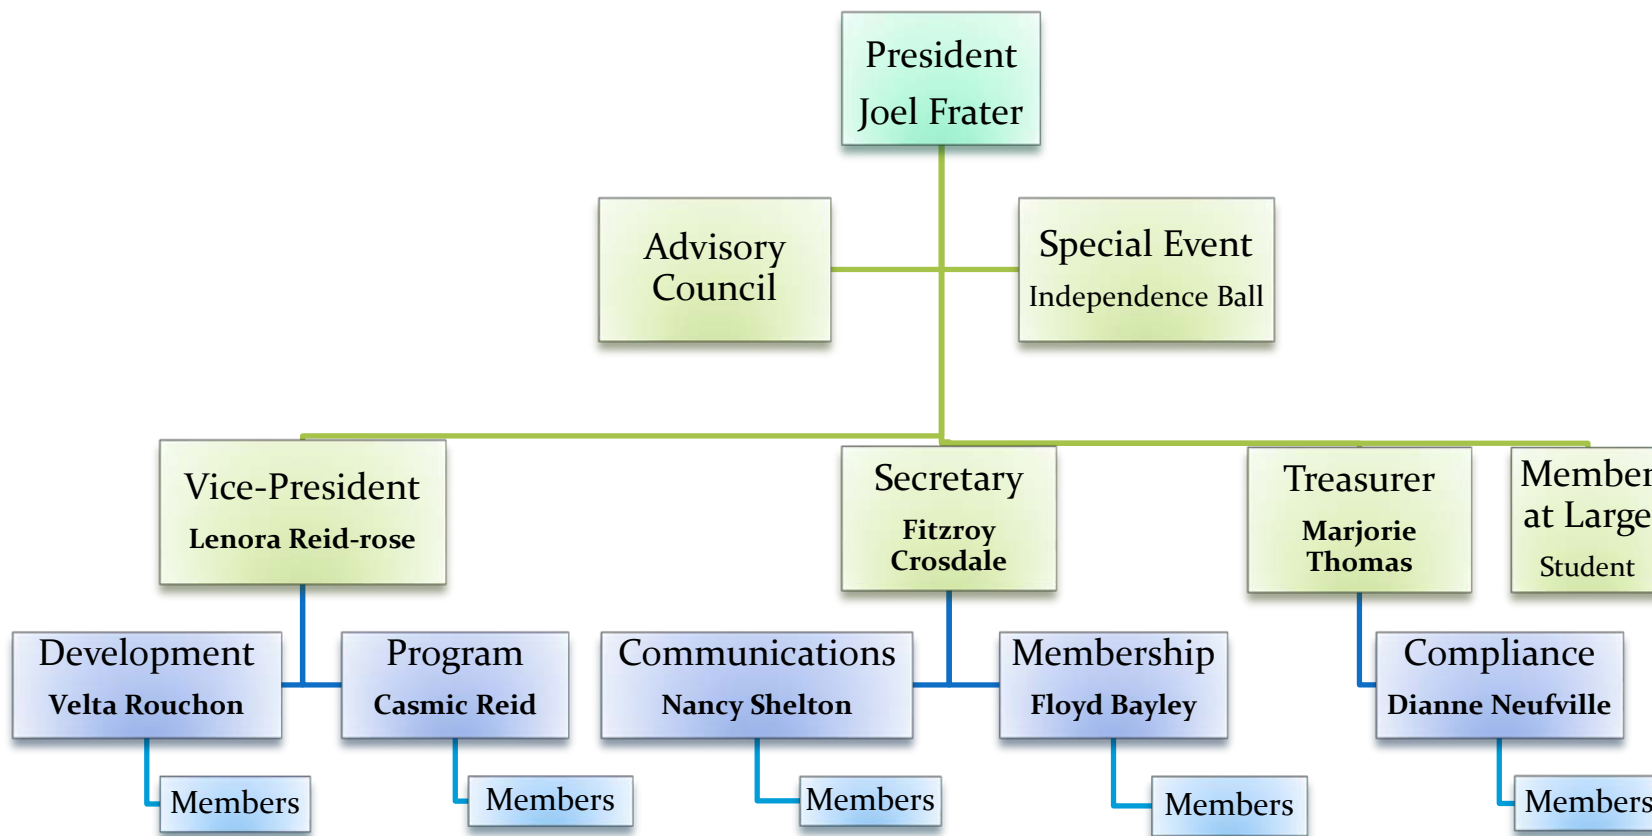 President
Joel Frater
Advisory
Council
Special Event
Independence Ball
Vice-President
Lenora Reid-rose
Secretary
Fitzroy
Crosdale
Treasurer
Marjorie
Thomas
Member
at Large
Student
Development
Velta Rouchon
Program
Casmic Reid
Communications
Nancy Shelton
Membership
Floyd Bayley
Compliance
Dianne Neufville
Members
Members
Members
Members
Members